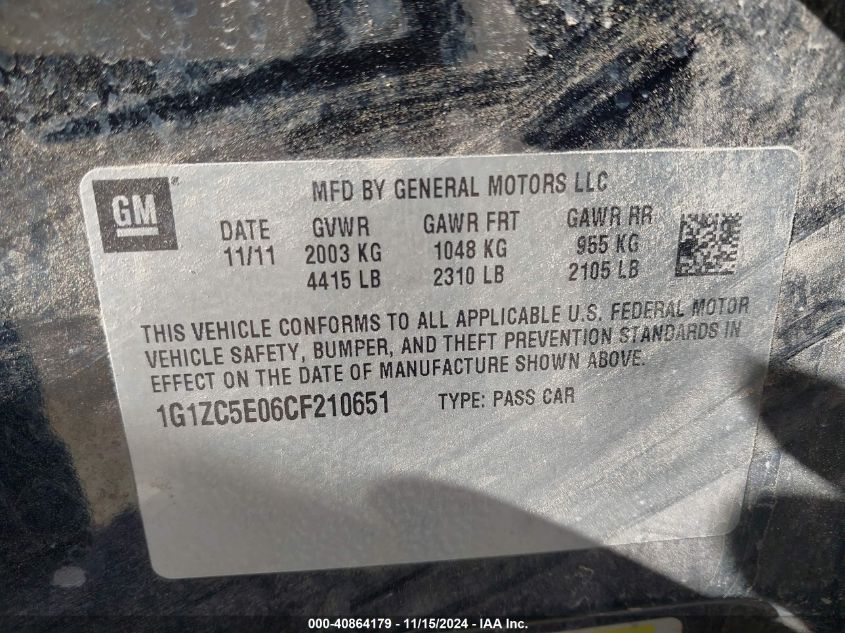 GM
MFD BY GENERAL MOTORS LLC
DATE GVWR GAWR FRT GAWR RR
11/11 2003 KG 1048 KG 955 KG
4415 LB 2310 LB 2105 LB
THIS VEHICLE CONFORMS TO ALL APPLICABLE U.S. FEDERAL MOTOR
VEHICLE SAFETY, BUMPER, AND THEFT PREVENTION STANDARDS IN
EFFECT ON THE DATE OF MANUFACTURE SHOWN ABOVE.
1G1ZC5E06CF210651 TYPE: PASS CAR
000-40864179 - 11/15/2024 - IAA Inc.